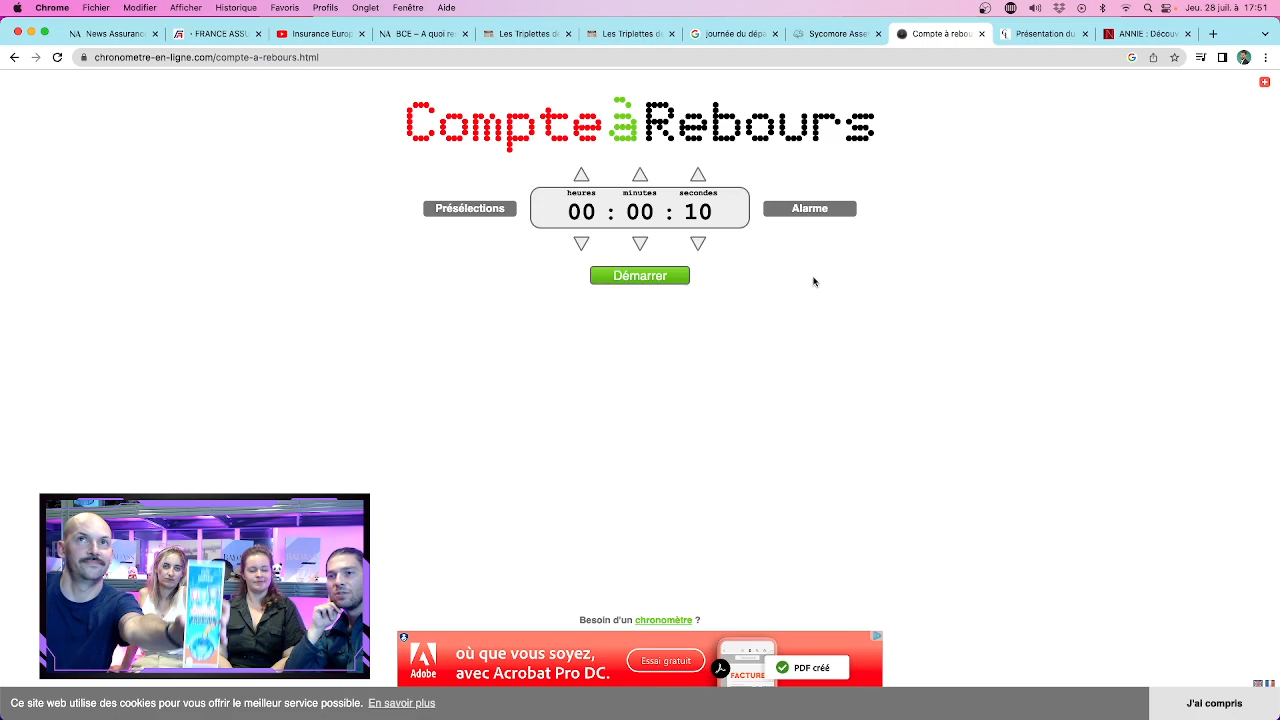 Chrome Fichier Modifier Afficher Historique Favoris Profils Onglet Fenêtre Aide Jeu. 28 juil. à 17:51
News Assuranc
- FRANCE ASSU
Insurance Europ
BCE – A quoi re
Les Triplettes de
Les Triplettes de
journée du dépa
Sycomore Asse
Compte à rebou
Présentation du
ANNIE : Découv
chronometre-en-ligne.com/compte-a-rebours.html
Compte à Rebours
heures minutes secondes
Présélections
00 : 00 : 10
Alarme
Démarrer
Besoin d'un chronomètre ?
Adobe
où que vous soyez,
avec Acrobat Pro DC.
Essai gratuit
FACTURE
PDF créé
Ce site web utilise des cookies pour vous offrir le meilleur service possible. En savoir plus
J'ai compris